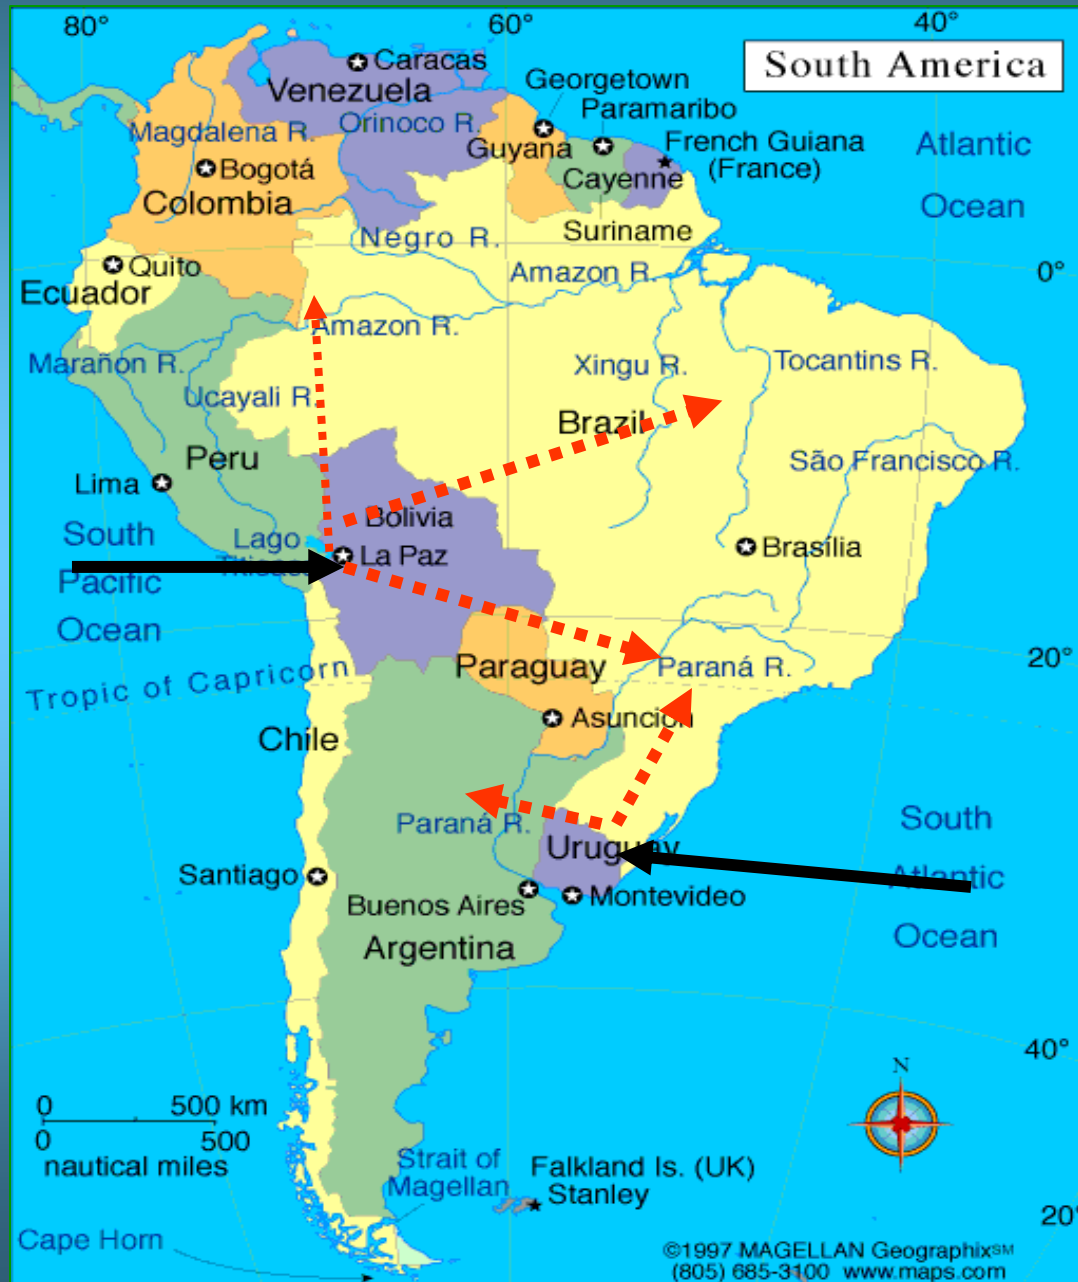 80°
60°
40°
South America
Caracas
Venezuela
Georgetown
Paramaribo
Magdalena R.
Orinoco R.
Guyana
French Guiana
(France)
Atlantic
Ocean
Bogotá
Cayenne
Colombia
Suriname
Negro R.
Quito
Amazon R.
0°
Ecuador
Amazon R.
Marañon R.
Xingu R.
Tocantins R.
Ucayali R.
Brazil
Peru
São Francisco R.
Lima
South
Pacific
Ocean
Lago
Bolivia
La Paz
Brasilia
Paraguay
Paraná R.
20°
Tropic of Capricorn
Asuncion
Chile
Paraná R.
South
Atlantic
Ocean
Uruguay
Santiago
Buenos Aires
Montevideo
Argentina
40°
N
0 500 km
0 500
nautical miles
Strait of
Magellan
Falkland Is. (UK)
Stanley
20°
Cape Horn
©1997 MAGELLAN Geographix℠
(805) 685-3100 www.maps.com